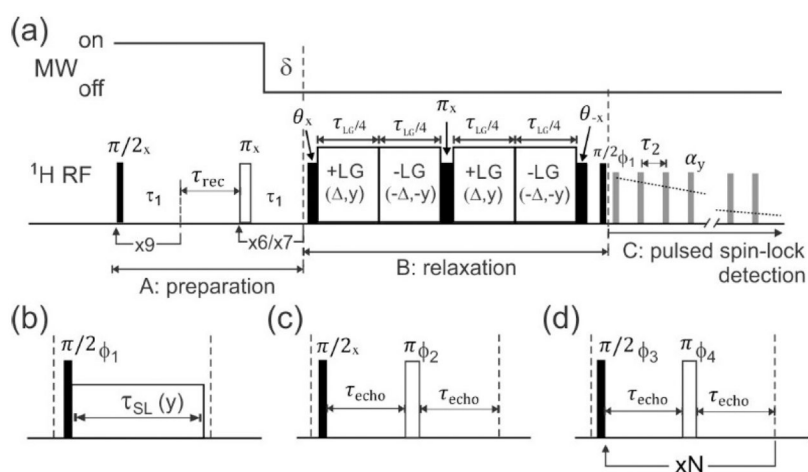 (a)
on
MW
off
δ
θx
τLG/4
τLG/4
πx
τLG/4
τLG/4
θ-x
π/2x
τrec
πx
π/2ϕ1
τ2
αy
¹H RF
τ1
τ1
+LG
(Δ,y)
-LG
(-Δ,-y)
+LG
(Δ,y)
-LG
(-Δ,-y)
x9
x6/x7
A: preparation
B: relaxation
C: pulsed spin-lock
detection
(b)
π/2ϕ1
τSL (y)
(c)
π/2x
πϕ2
τecho
τecho
(d)
π/2ϕ3
πϕ4
τecho
τecho
xN